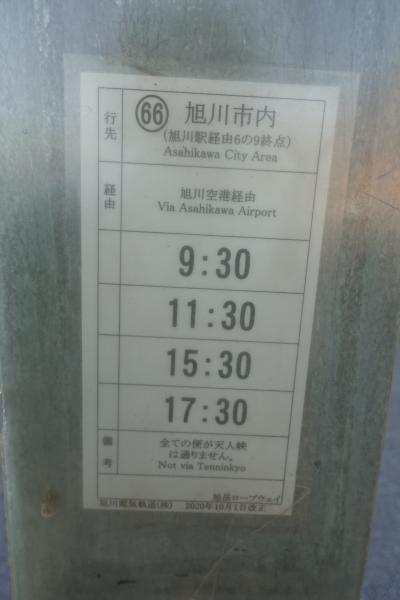 行先
66 旭川市内
(旭川駅経由6の9終点)
Asahikawa City Area
経由
旭川空港経由
Via Asahikawa Airport
9:30
11:30
15:30
17:30
備考
全ての便が天人峡
は通りません。
Not via Tenninkyo
旭岳ロープウェイ
旭川電気軌道(株) 2020年10月1日改正